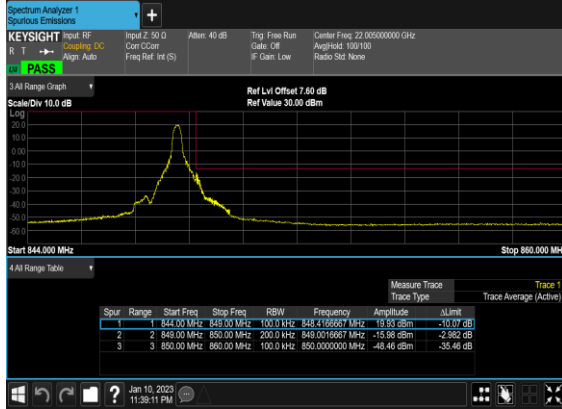 Spectrum Analyzer 1
Spurious Emissions
+
KEYSIGHT
R T
Input: RF
Coupling: DC
Align: Auto
Input Z: 50 Ω
Corr CCorr
Freq Ref: Int (S)
Atten: 40 dB
Trig: Free Run
Gate: Off
IF Gain: Low
Center Freq: 22.005000000 GHz
Avg|Hold: 100/100
Radio Std: None
PASS
3 All Range Graph
Ref Lvl Offset 7.60 dB
Scale/Div 10.0 dB
Ref Value 30.00 dBm
Log
20.0
10.0
0.00
-10.0
-20.0
-30.0
-40.0
-50.0
-60.0
Start 844.000 MHz
Stop 860.000 MH
4 All Range Table
Measure Trace Trace 1
Trace Type Trace Average (Active)
Spur Range Start Freq Stop Freq RBW Frequency Amplitude ΔLimit
1 1 844.00 MHz 849.00 MHz 100.0 kHz 848.4166667 MHz 19.93 dBm -10.07 dB
2 2 849.00 MHz 850.00 MHz 200.0 kHz 849.0016667 MHz -15.98 dBm -2.982 dB
3 3 850.00 MHz 860.00 MHz 100.0 kHz 850.0000000 MHz -48.46 dBm -35.46 dB
?
Jan 10, 2023
11:39:11 PM